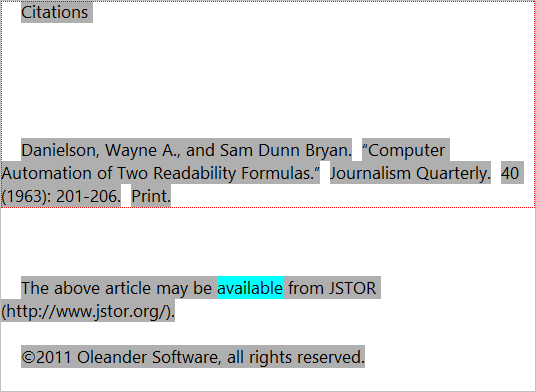 Citations
Danielson, Wayne A., and Sam Dunn Bryan.  “Computer
Automation of Two Readability Formulas.”  Journalism Quarterly.  40
(1963): 201-206.  Print.
The above article may be available from JSTOR
(http://www.jstor.org/).
©2011 Oleander Software, all rights reserved.